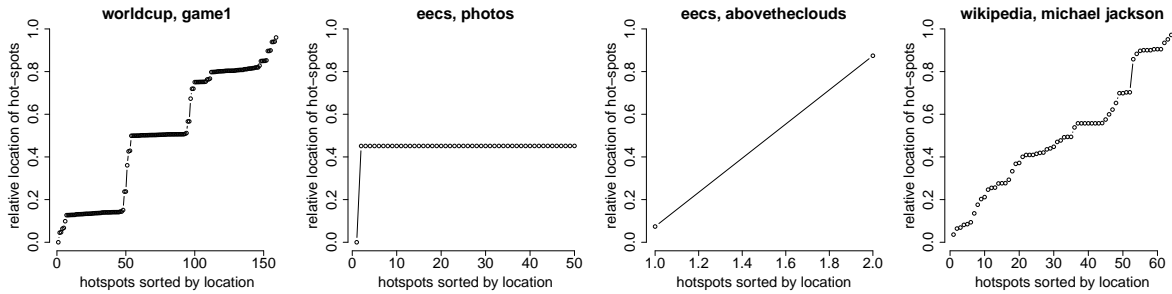 worldcup, game1
relative location of hot−spots
1.0
0.8
0.6
0.4
0.2
0.0
0 50 100 150
hotspots sorted by location
eecs, photos
relative location of hot−spots
1.0
0.8
0.6
0.4
0.2
0.0
0 10 20 30 40 50
hotspots sorted by location
eecs, abovetheclouds
relative location of hot−spots
1.0
0.8
0.6
0.4
0.2
0.0
1.0 1.2 1.4 1.6 1.8 2.0
hotspots sorted by location
wikipedia, michael jackson
relative location of hot−spots
1.0
0.8
0.6
0.4
0.2
0.0
0 10 20 30 40 50 60
hotspots sorted by location